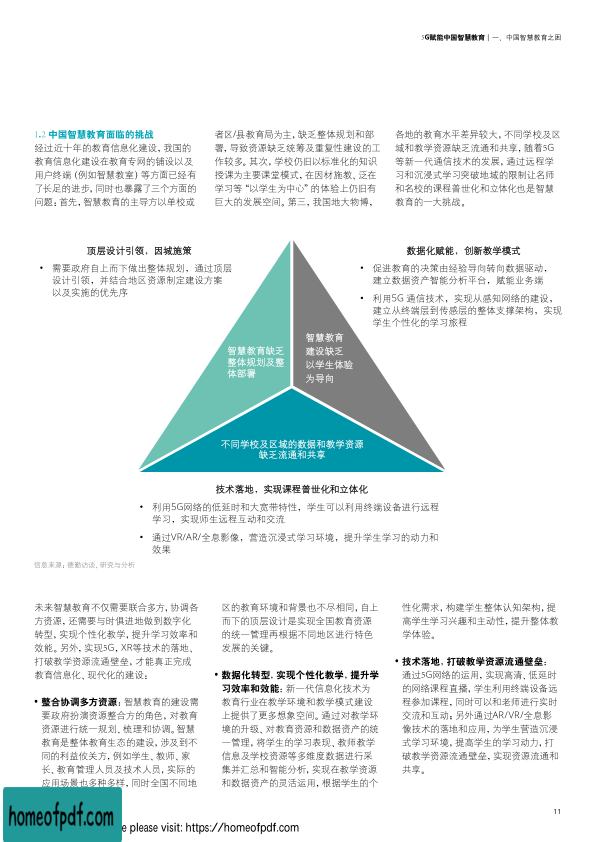 5G赋能中国智慧教育 | 一、中国智慧教育之困
1.2 中国智慧教育面临的挑战
经过近十年的教育信息化建设，我国的
教育信息化建设在教育专网的铺设以及
用户终端（例如智慧教室）等方面已经有
了长足的进步，同时也暴露了三个方面的
问题：首先，智慧教育的主导方以单校或
者区/县教育局为主，缺乏整体规划和部
署，导致资源缺乏统筹及重复性建设的工
作较多。其次，学校仍旧以标准化的知识
授课为主要课堂模式，在因材施教、泛在
学习等“以学生为中心”的体验上仍旧有
巨大的发展空间。第三，我国地大物博，
各地的教育水平差异较大，不同学校及区
域和教学资源缺乏流通和共享，随着5G
等新一代通信技术的发展，通过远程学
习和沉浸式学习突破地域的限制让名师
和名校的课程普世化和立体化也是智慧
教育的一大挑战。
顶层设计引领，因城施策
• 需要政府自上而下做出整体规划，通过顶层
设计引领，并结合地区资源制定建设方案
以及实施的优先序
数据化赋能，创新教学模式
• 促进教育的决策由经验导向转向数据驱动，
建立数据资产智能分析平台，赋能业务端
• 利用5G 通信技术，实现从感知网络的建设，
建立从终端层到传感层的整体支撑架构，实现
学生个性化的学习旅程
智慧教育缺乏
整体规划及整
体部署
智慧教育
建设缺乏
以学生体验
为导向
不同学校及区域的数据和教学资源
缺乏流通和共享
技术落地，实现课程普世化和立体化
• 利用5G网络的低延时和大宽带特性，学生可以利用终端设备进行远程
学习，实现师生远程互动和交流
• 通过VR/AR/全息影像，营造沉浸式学习环境，提升学生学习的动力和
效果
信息来源：德勤访谈、研究与分析
未来智慧教育不仅需要联合多方，协调各
方资源，还需要与时俱进地做到数字化
转型，实现个性化教学，提升学习效率和
效能。另外，实现5G，XR等技术的落地、
打破教学资源流通壁垒，才能真正完成
教育信息化、现代化的建设：
• 整合协调多方资源：智慧教育的建设需
要政府扮演资源整合方的角色，对教育
资源进行统一规划、梳理和协调。智慧
教育是整体教育生态的建设，涉及到不
同的利益攸关方，例如学生、教师、家
长、教育管理人员及技术人员，实际的
应用场景也多种多样，同时全国不同地
区的教育环境和背景也不尽相同，自上
而下的顶层设计是实现全国教育资源
的统一管理再根据不同地区进行特色
发展的关键。
• 数据化转型，实现个性化教学，提升学
习效率和效能：新一代信息化技术为
教育行业在教学环境和教学模式建设
上提供了更多想象空间。通过对教学环
境的升级、对教育资源和数据资产的统
一管理，将学生的学习表现、教师教学
信息及学校资源等多维度数据进行采
集并汇总和智能分析，实现在教学资源
和数据资产的灵活运用，根据学生的个
性化需求，构建学生整体认知架构，提
高学生学习兴趣和主动性，提升整体教
学体验。
• 技术落地，打破教学资源流通壁垒：
通过5G网络的运用，实现高清、低延时
的网络课程直播，学生利用终端设备远
程参加课程，同时可以和老师进行实时
交流和互动；另外通过AR/VR/全息影
像技术的落地和应用，为学生营造沉浸
式学习环境，提高学生的学习动力，打
破教学资源流通壁垒，实现资源流通和
共享。
11
homeofpdf.com
e please visit: https://homeofpdf.com